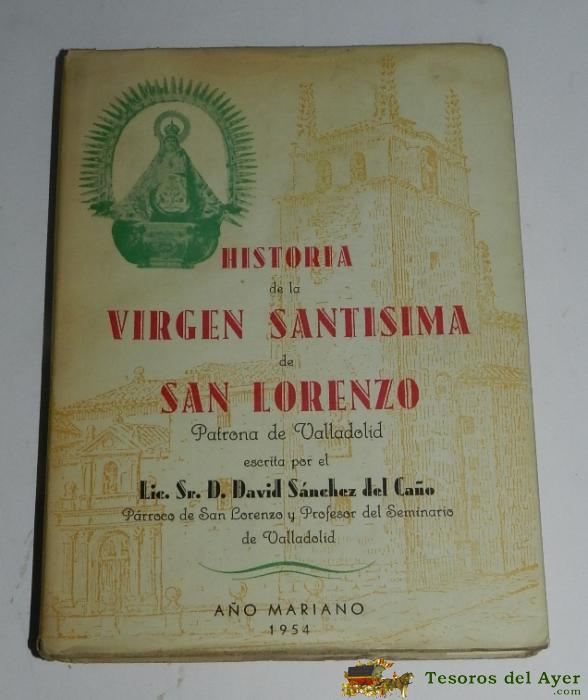 HISTORIA
de la
VIRGEN SANTISIMA
de
SAN LORENZO
Patrona de Valladolid
escrita por el
Lic. Sr. D. David Sánchez del Caño
Párroco de San Lorenzo y Profesor del Seminario
de Valladolid
AÑO MARIANO
1954
Tesoros del Ayer
.com